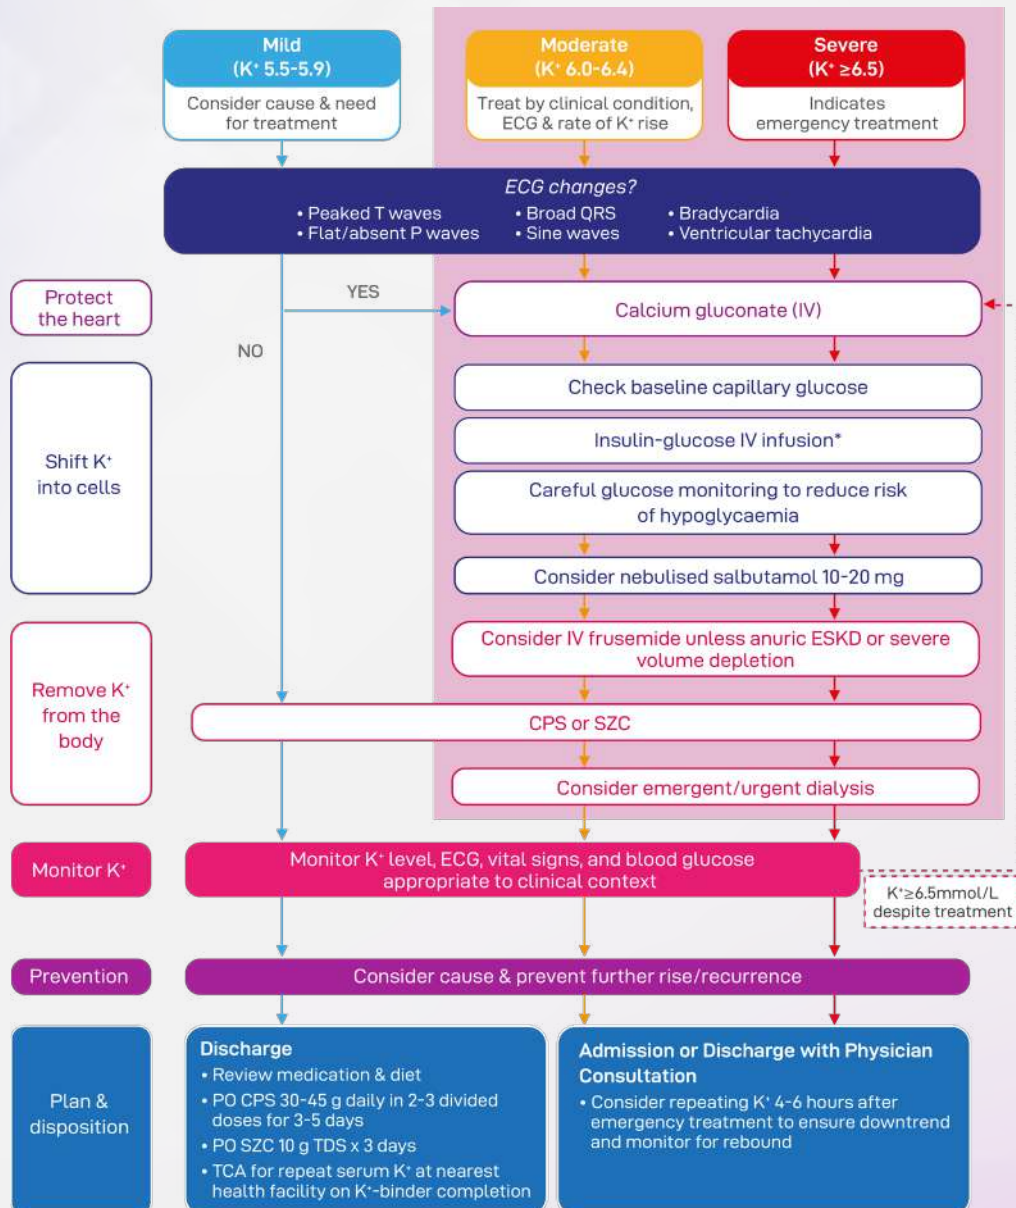 Mild
(K⁺ 5.5-5.9)
Consider cause & need
for treatment
Moderate
(K⁺ 6.0-6.4)
Treat by clinical condition,
ECG & rate of K⁺ rise
Severe
(K⁺ ≥6.5)
Indicates
emergency treatment
ECG changes?
• Peaked T waves
• Flat/absent P waves
• Broad QRS
• Sine waves
• Bradycardia
• Ventricular tachycardia
Protect
the heart
YES
NO
Calcium gluconate (IV)
Shift K⁺
into cells
Check baseline capillary glucose
Insulin-glucose IV infusion*
Careful glucose monitoring to reduce risk
of hypoglycaemia
Consider nebulised salbutamol 10-20 mg
Remove K⁺
from the
body
Consider IV frusemide unless anuric ESKD or severe
volume depletion
CPS or SZC
Consider emergent/urgent dialysis
Monitor K⁺
Monitor K⁺ level, ECG, vital signs, and blood glucose
appropriate to clinical context
K⁺≥6.5mmol/L
despite treatment
Prevention
Consider cause & prevent further rise/recurrence
Plan &
disposition
Discharge
• Review medication & diet
• PO CPS 30-45 g daily in 2-3 divided
doses for 3-5 days
• PO SZC 10 g TDS x 3 days
• TCA for repeat serum K⁺ at nearest
health facility on K⁺-binder completion
Admission or Discharge with Physician
Consultation
• Consider repeating K⁺ 4-6 hours after
emergency treatment to ensure downtrend
and monitor for rebound